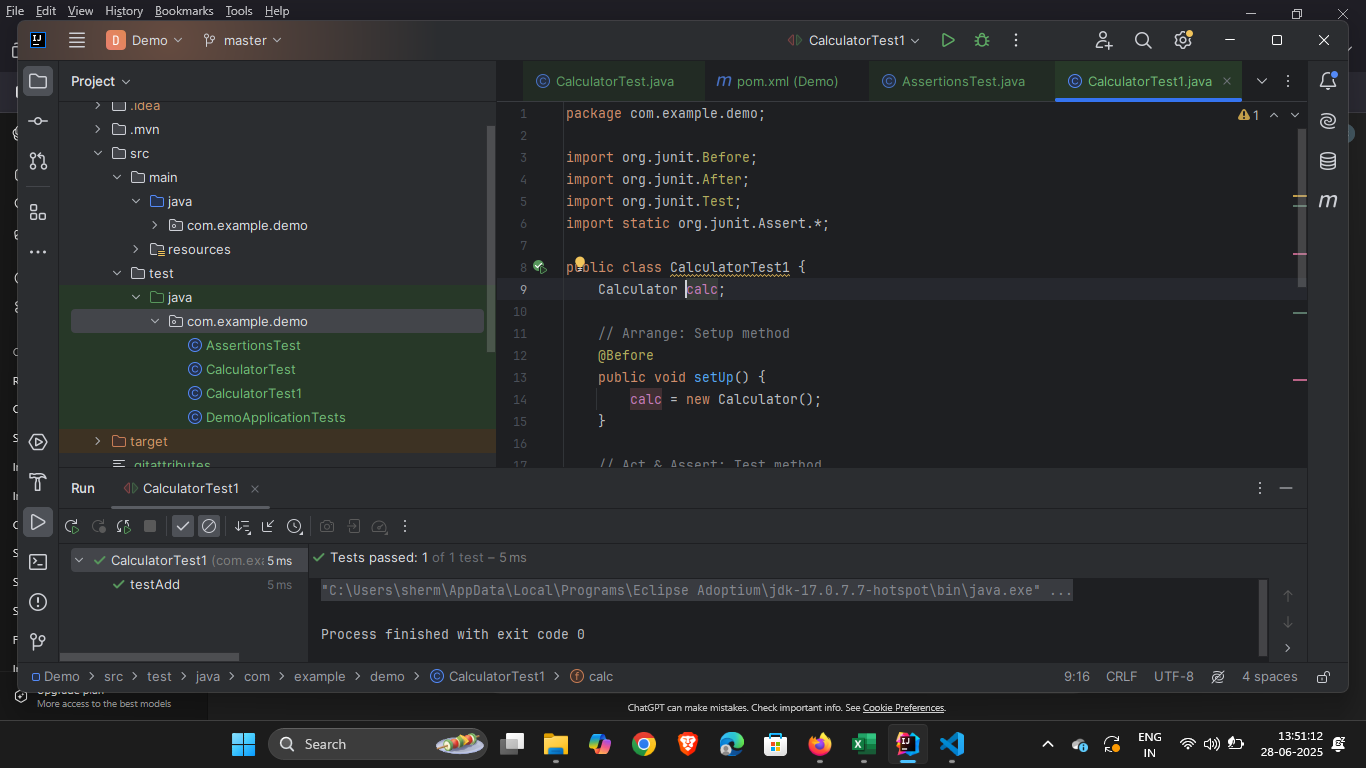 File Edit View History Bookmarks Tools Help
D Demo master CalculatorTest1
Project
CalculatorTest.java
pom.xml (Demo)
AssertionsTest.java
CalculatorTest1.java
.idea
.mvn
src
main
java
com.example.demo
resources
test
java
com.example.demo
AssertionsTest
CalculatorTest
CalculatorTest1
DemoApplicationTests
target
.gitattributes
1
1 package com.example.demo;
2
3 import org.junit.Before;
4 import org.junit.After;
5 import org.junit.Test;
6 import static org.junit.Assert.*;
7
8 public class CalculatorTest1 {
9 Calculator calc;
10
11 // Arrange: Setup method
12 @Before
13 public void setUp() {
14 calc = new Calculator();
15 }
16
17 // Act & Assert: Test method
Run CalculatorTest1
CalculatorTest1 (com.exa 5 ms
testAdd 5 ms
Tests passed: 1 of 1 test – 5 ms
"C:\Users\sherm\AppData\Local\Programs\Eclipse Adoptium\jdk-17.0.7.7-hotspot\bin\java.exe" ...
Process finished with exit code 0
Demo > src > test > java > com > example > demo > CalculatorTest1 > calc
9:16 CRLF UTF-8 4 spaces
Upgrade plan
More access to the best models
ChatGPT can make mistakes. Check important info. See Cookie Preferences.
Search
ENG
IN
13:51:12
28-06-2025